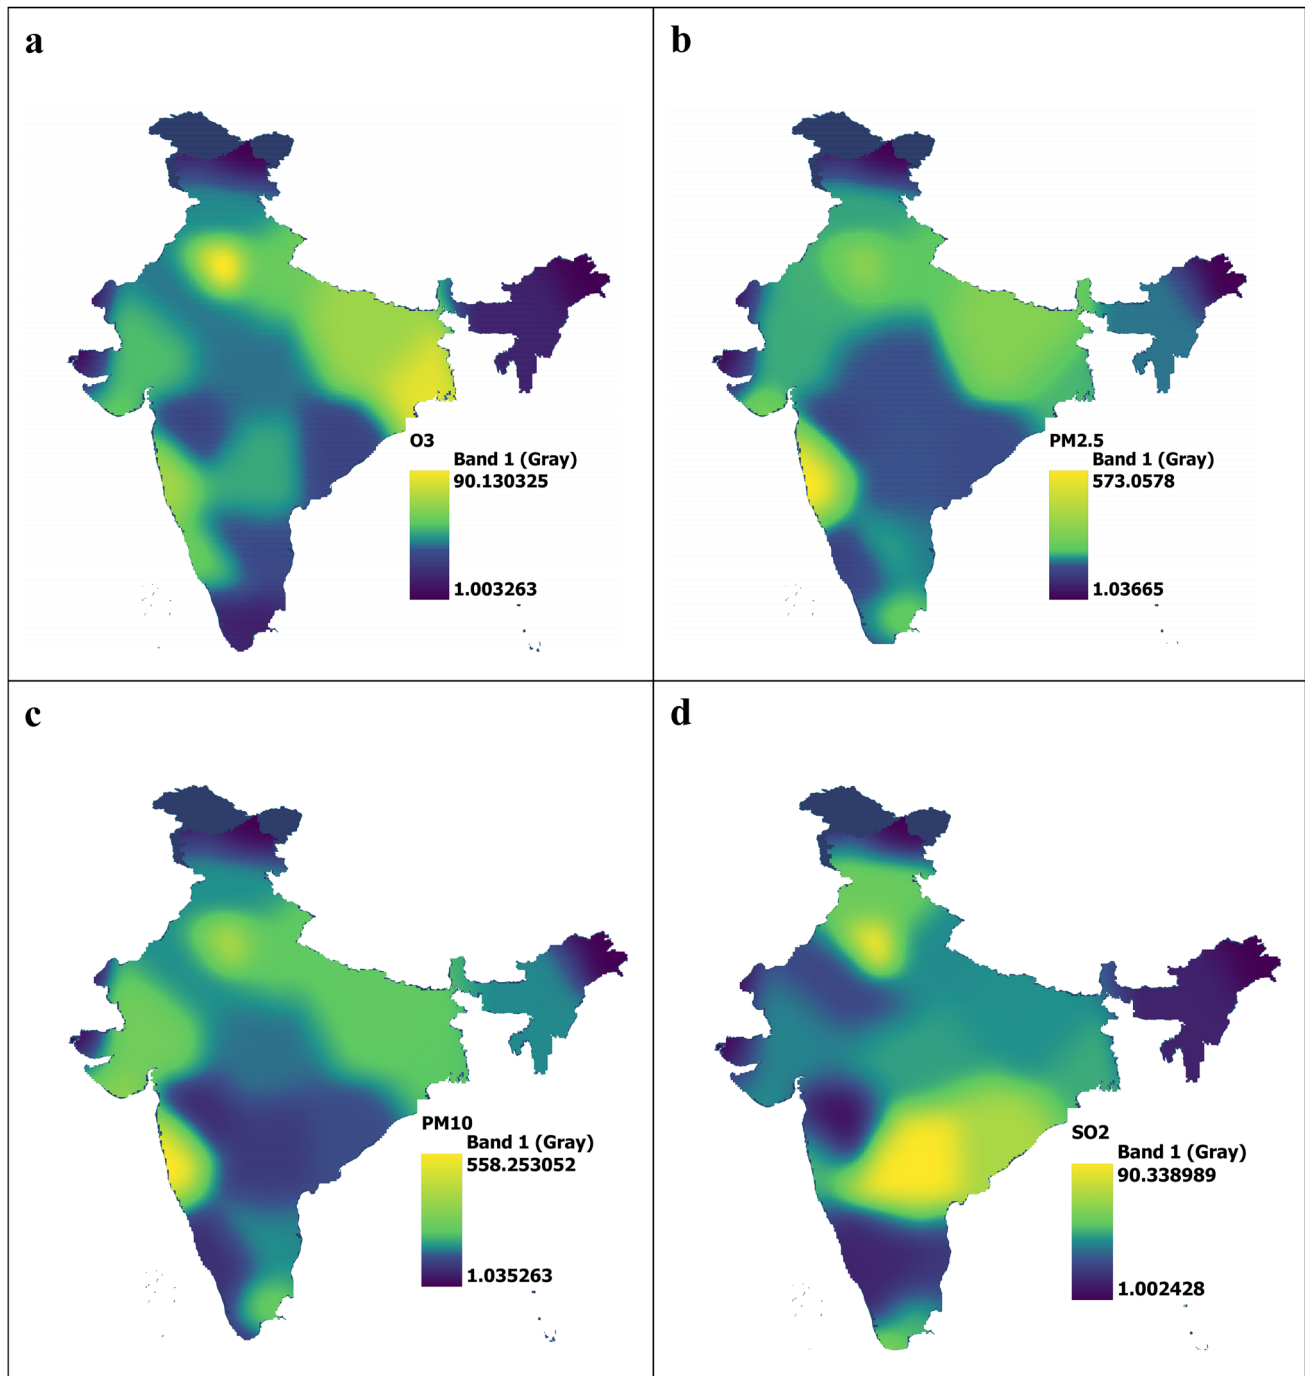 a
O3
Band 1 (Gray)
90.130325
1.003263
b
PM2.5
Band 1 (Gray)
573.0578
1.03665
c
PM10
Band 1 (Gray)
558.253052
1.035263
d
SO2
Band 1 (Gray)
90.338989
1.002428